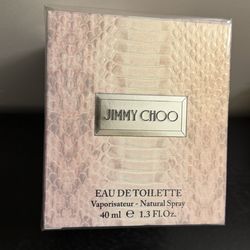 JIMMY CHOO
EAU DE TOILETTE
Vaporisateur - Natural Spray
40 ml ℮ 1.3 Fl.Oz.